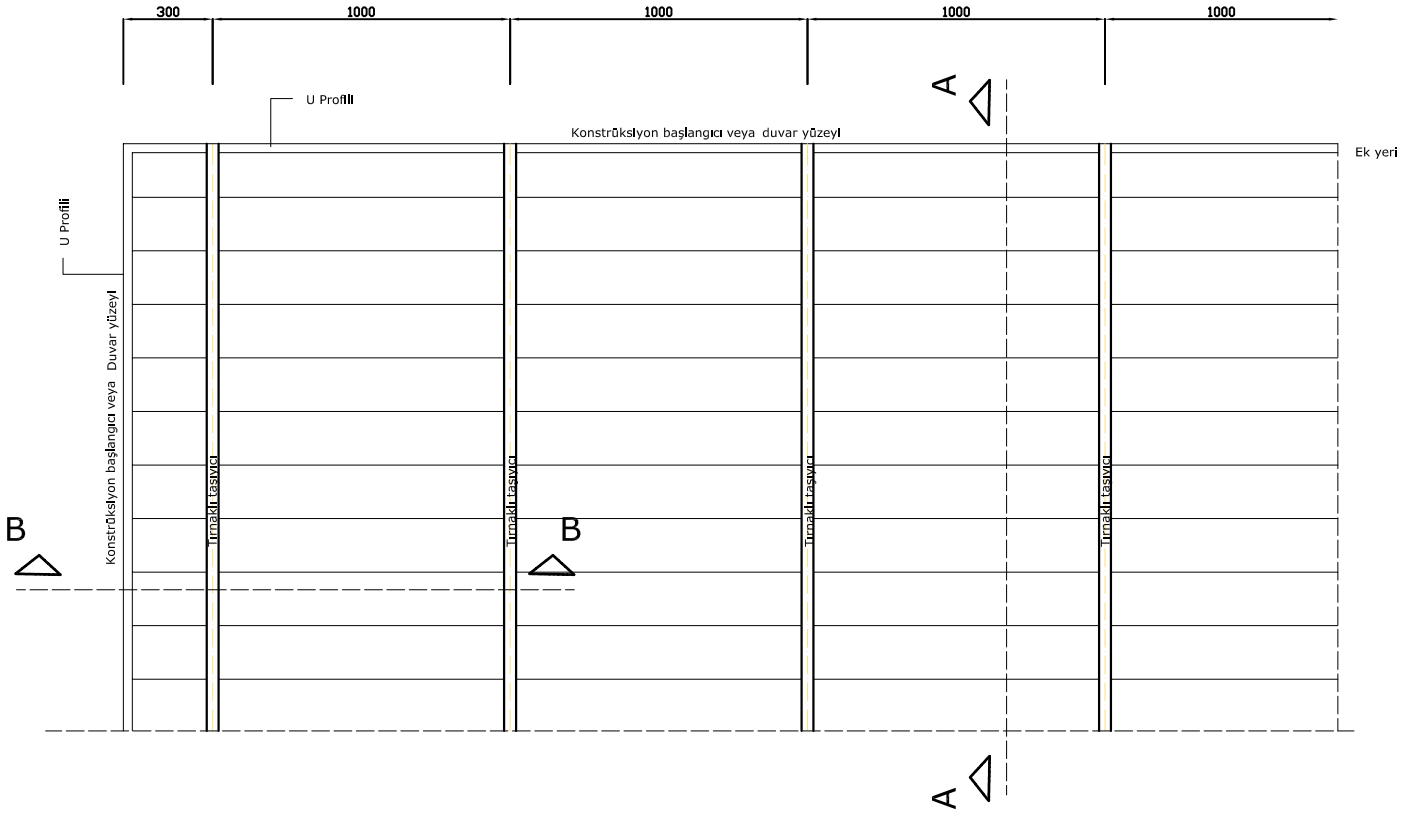 300 1000 1000 1000 1000
A
U Profili
Konstrüksiyon başlangıcı veya duvar yüzeyi
Ek yeri
U Profili
Konstrüksiyon başlangıcı veya Duvar yüzeyi
Tırnaklı taşıyıcı
Tırnaklı taşıyıcı
Tırnaklı taşıyıcı
Tırnaklı taşıyıcı
B B
A